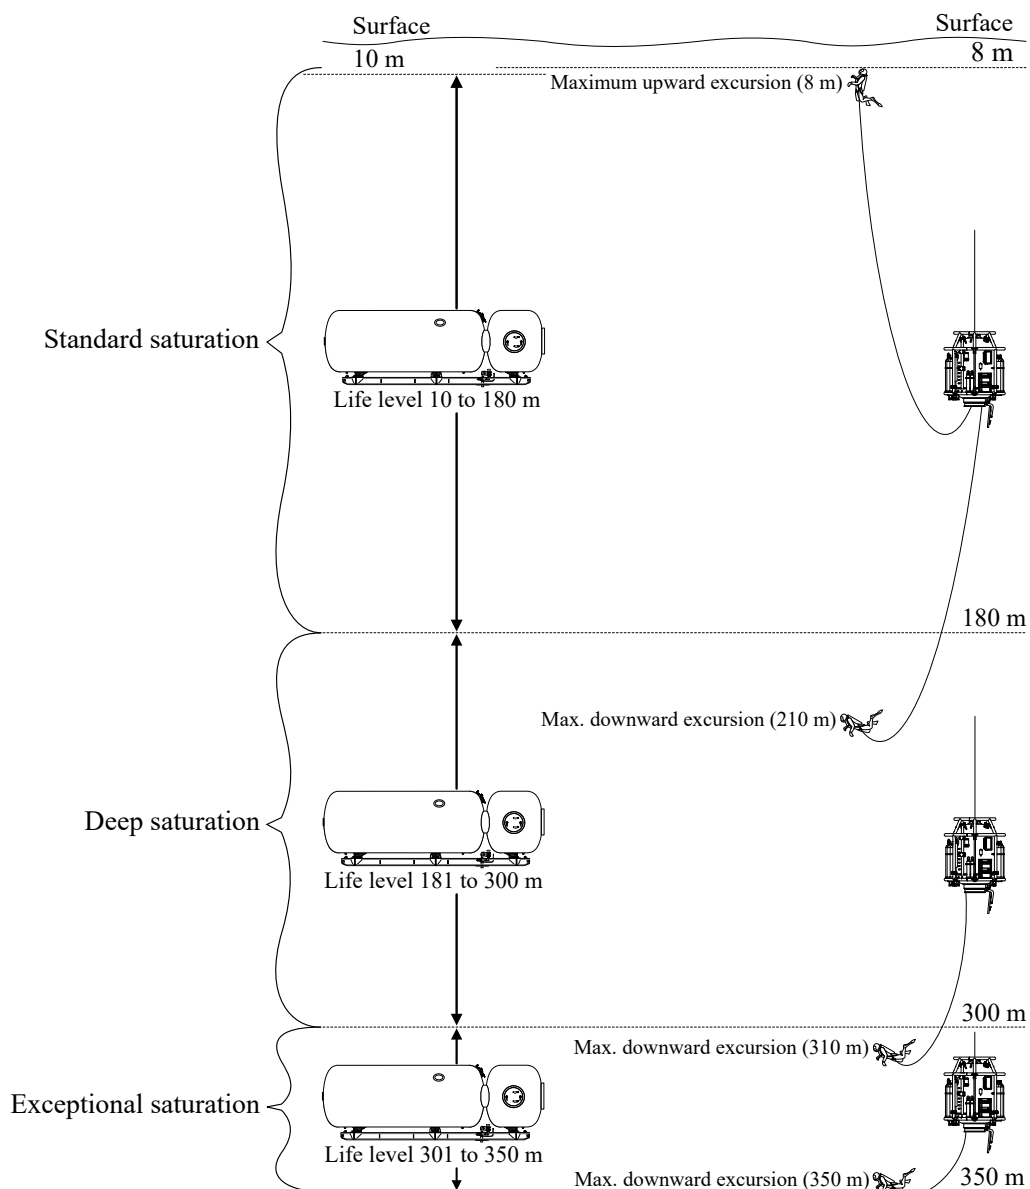 Surface
Surface
10 m
8 m
Maximum upward excursion (8 m)
Standard saturation
Life level 10 to 180 m
180 m
Max. downward excursion (210 m)
Deep saturation
Life level 181 to 300 m
300 m
Max. downward excursion (310 m)
Exceptional saturation
Life level 301 to 350 m
Max. downward excursion (350 m)
350 m